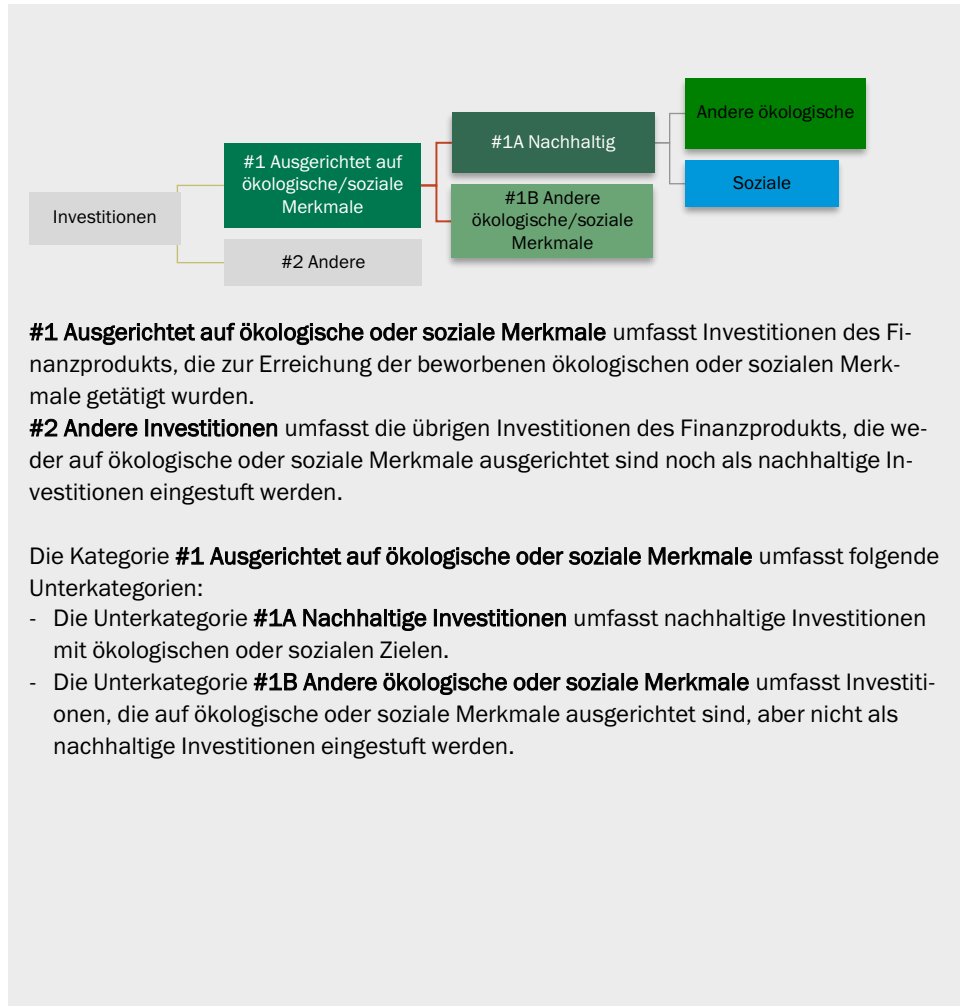 Andere ökologische
#1A Nachhaltig
#1 Ausgerichtet auf
ökologische/soziale
Merkmale
Soziale
#1B Andere
ökologische/soziale
Merkmale
Investitionen
#2 Andere
#1 Ausgerichtet auf ökologische oder soziale Merkmale umfasst Investitionen des Fi-
nanzprodukts, die zur Erreichung der beworbenen ökologischen oder sozialen Merk-
male getätigt wurden.
#2 Andere Investitionen umfasst die übrigen Investitionen des Finanzprodukts, die we-
der auf ökologische oder soziale Merkmale ausgerichtet sind noch als nachhaltige In-
vestitionen eingestuft werden.
Die Kategorie #1 Ausgerichtet auf ökologische oder soziale Merkmale umfasst folgende
Unterkategorien:
- Die Unterkategorie #1A Nachhaltige Investitionen umfasst nachhaltige Investitionen
mit ökologischen oder sozialen Zielen.
- Die Unterkategorie #1B Andere ökologische oder soziale Merkmale umfasst Investiti-
onen, die auf ökologische oder soziale Merkmale ausgerichtet sind, aber nicht als
nachhaltige Investitionen eingestuft werden.